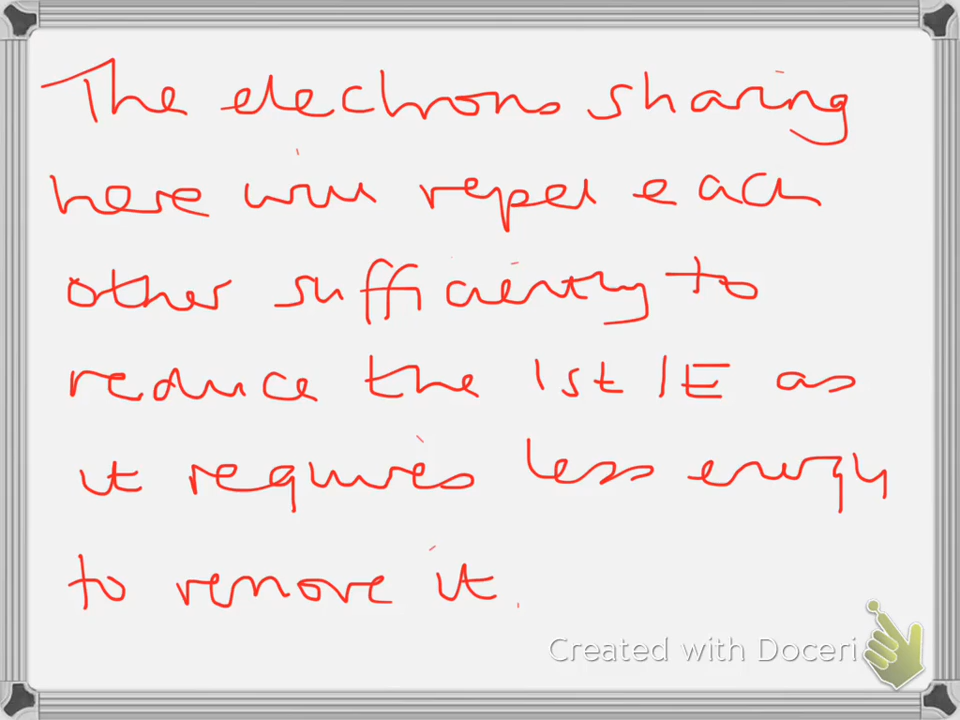 The electrons sharing
here will repel each
other sufficiently to
reduce the 1st IE as
it requires less energy
to remove it.
Created with Doceri